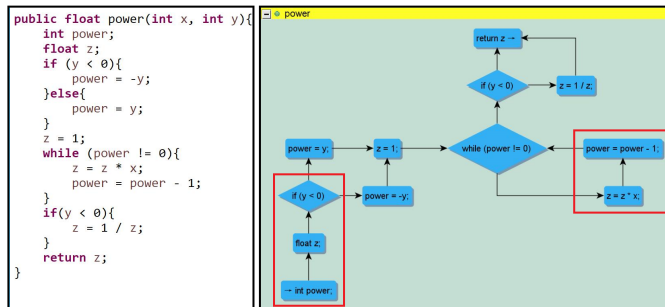 public float power(int x, int y){
int power;
float z;
if (y < 0){
power = -y;
}else{
power = y;
}
z = 1;
while (power != 0){
z = z * x;
power = power - 1;
}
if(y < 0){
z = 1 / z;
}
return z;
}
power
return z →
if (y < 0)
z = 1 / z;
power = y;
z = 1;
while (power != 0)
power = power - 1;
if (y < 0)
power = -y;
z = z * x;
float z;
→ int power;